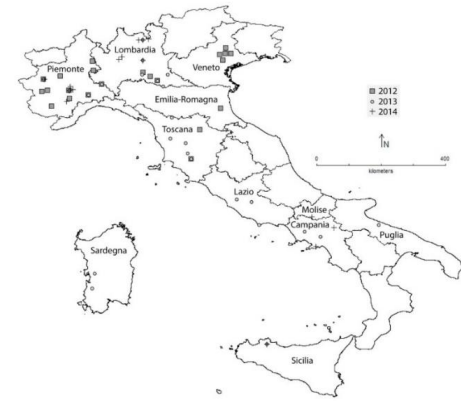 Lombardia
Piemonte
Veneto
Emilia-Romagna
Toscana
Lazio
Molise
Campania
Puglia
Sardegna
Sicilia
2012
2013
2014
N
0 400
kilometers